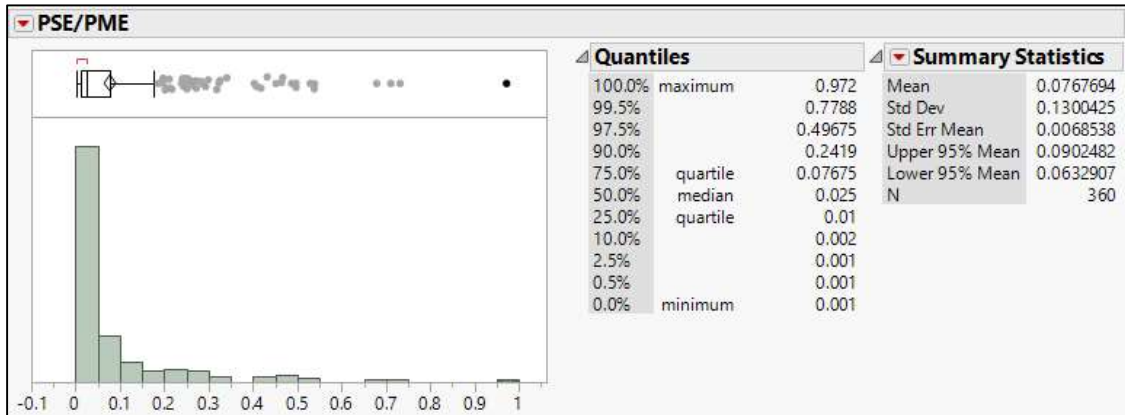 PSE/PME
Quantiles
100.0% maximum 0.972
99.5% 0.7788
97.5% 0.49675
90.0% 0.2419
75.0% quartile 0.07675
50.0% median 0.025
25.0% quartile 0.01
10.0% 0.002
2.5% 0.001
0.5% 0.001
0.0% minimum 0.001
Summary Statistics
Mean 0.0767694
Std Dev 0.1300425
Std Err Mean 0.0068538
Upper 95% Mean 0.0902482
Lower 95% Mean 0.0632907
N 360
-0.1 0 0.1 0.2 0.3 0.4 0.5 0.6 0.7 0.8 0.9 1